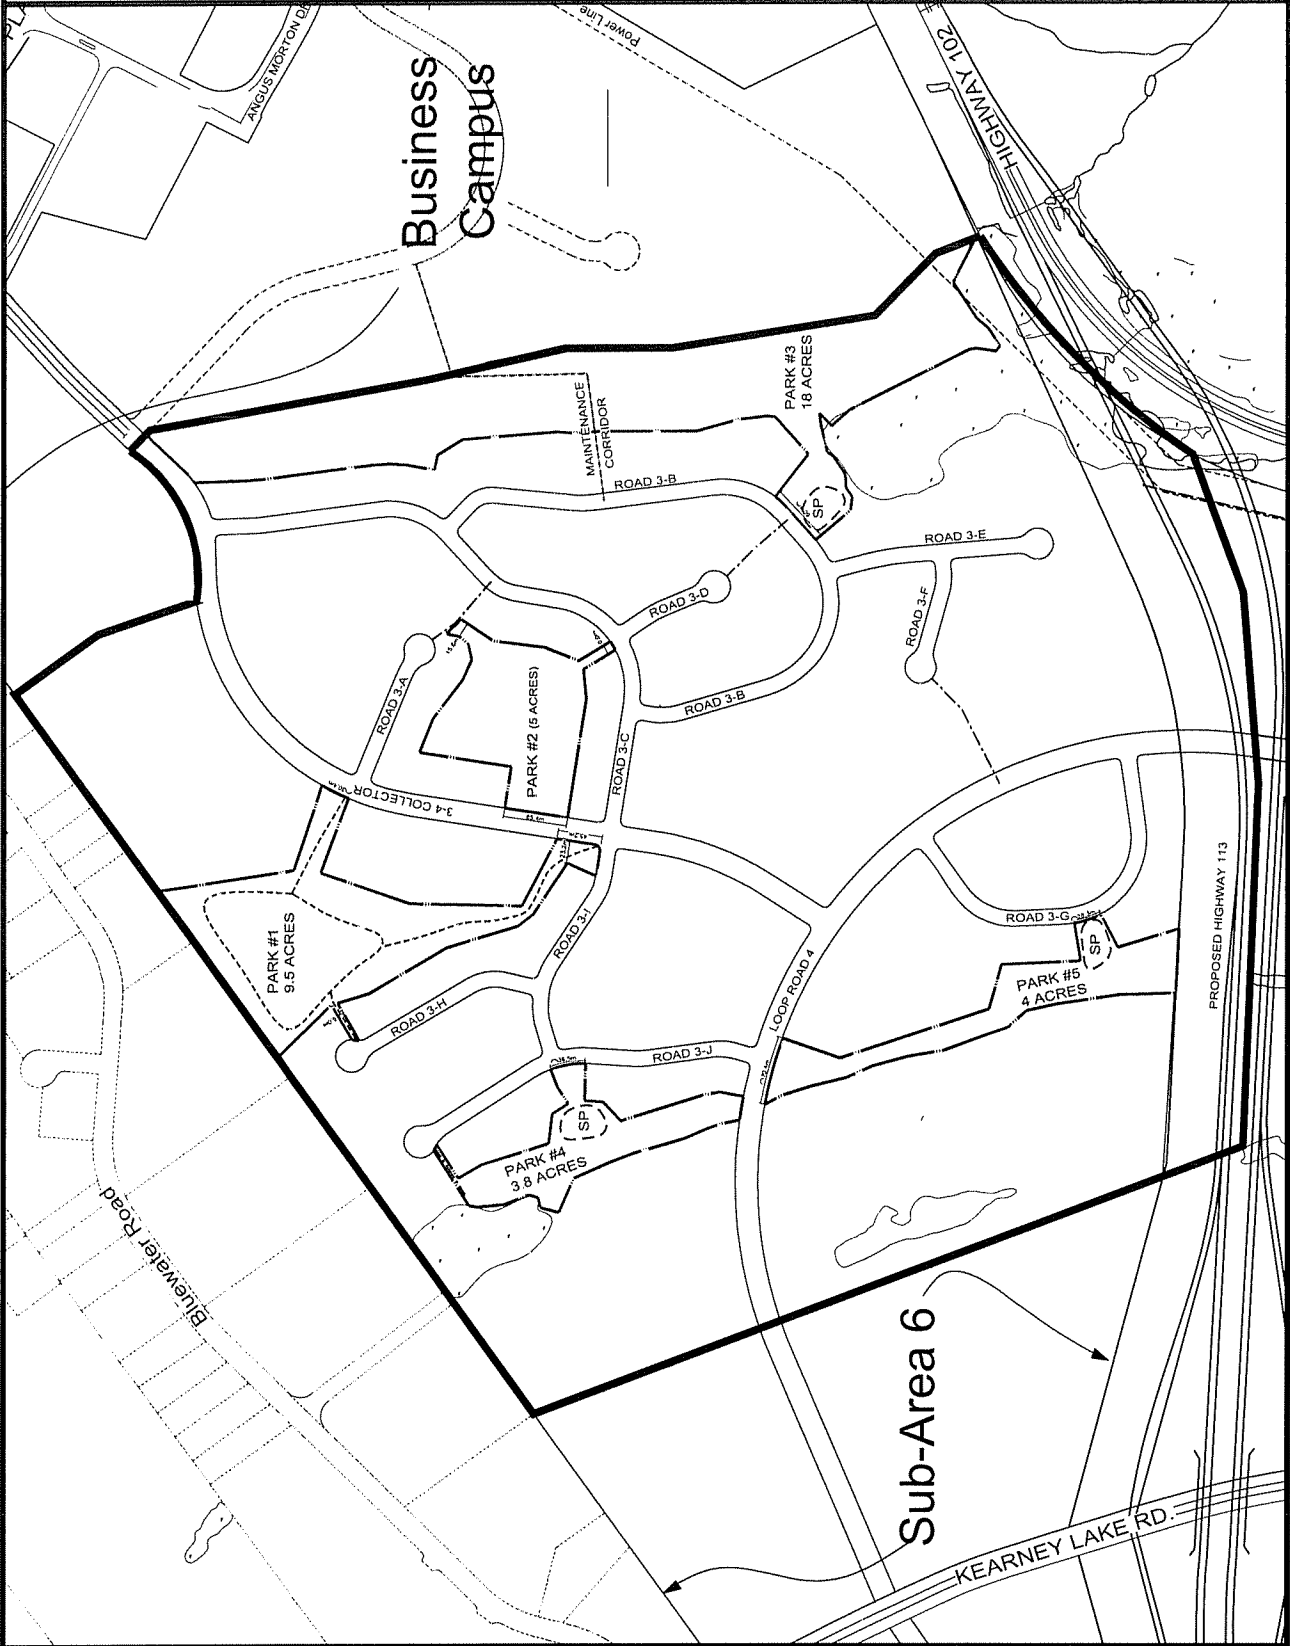 ANGUS MORTON DR
Power Line
HIGHWAY 102
Business
Campus
PARK #3
18 ACRES
MAINTENANCE
CORRIDOR
ROAD 3-B
SP
ROAD 3-E
ROAD 3-D
ROAD 3-F
ROAD 3-A
PARK #2 (5 ACRES)
ROAD 3-B
ROAD 3-C
3-4 COLLECTOR
PARK #1
9.5 ACRES
ROAD 3-I
ROAD 3-H
ROAD 3-G
SP
PARK #5
4 ACRES
PROPOSED HIGHWAY 113
LOOP ROAD 4
ROAD 3-J
SP
PARK #4
3.8 ACRES
Bluewater Road
Sub-Area 6
KEARNEY LAKE RD.